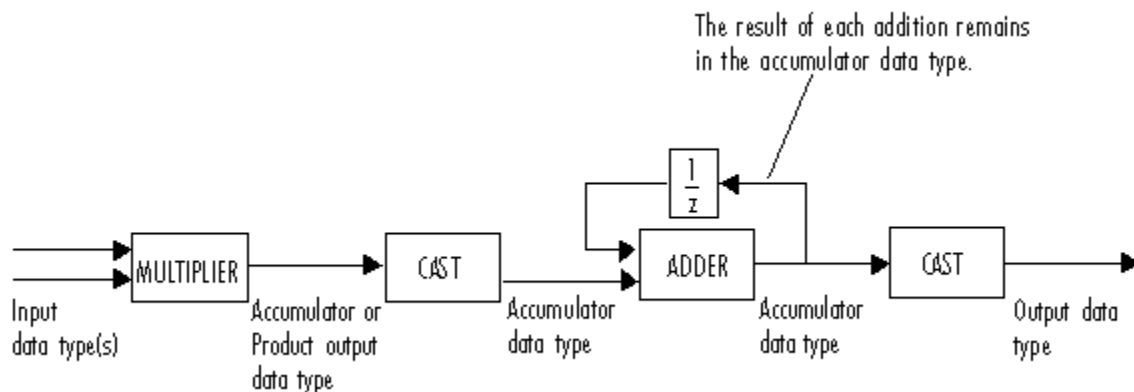 The result of each addition remains
in the accumulator data type.
1
z
MULTIPLIER
CAST
ADDER
CAST
Input
data type(s)
Accumulator or
Product output
data type
Accumulator
data type
Accumulator
data type
Output data
type